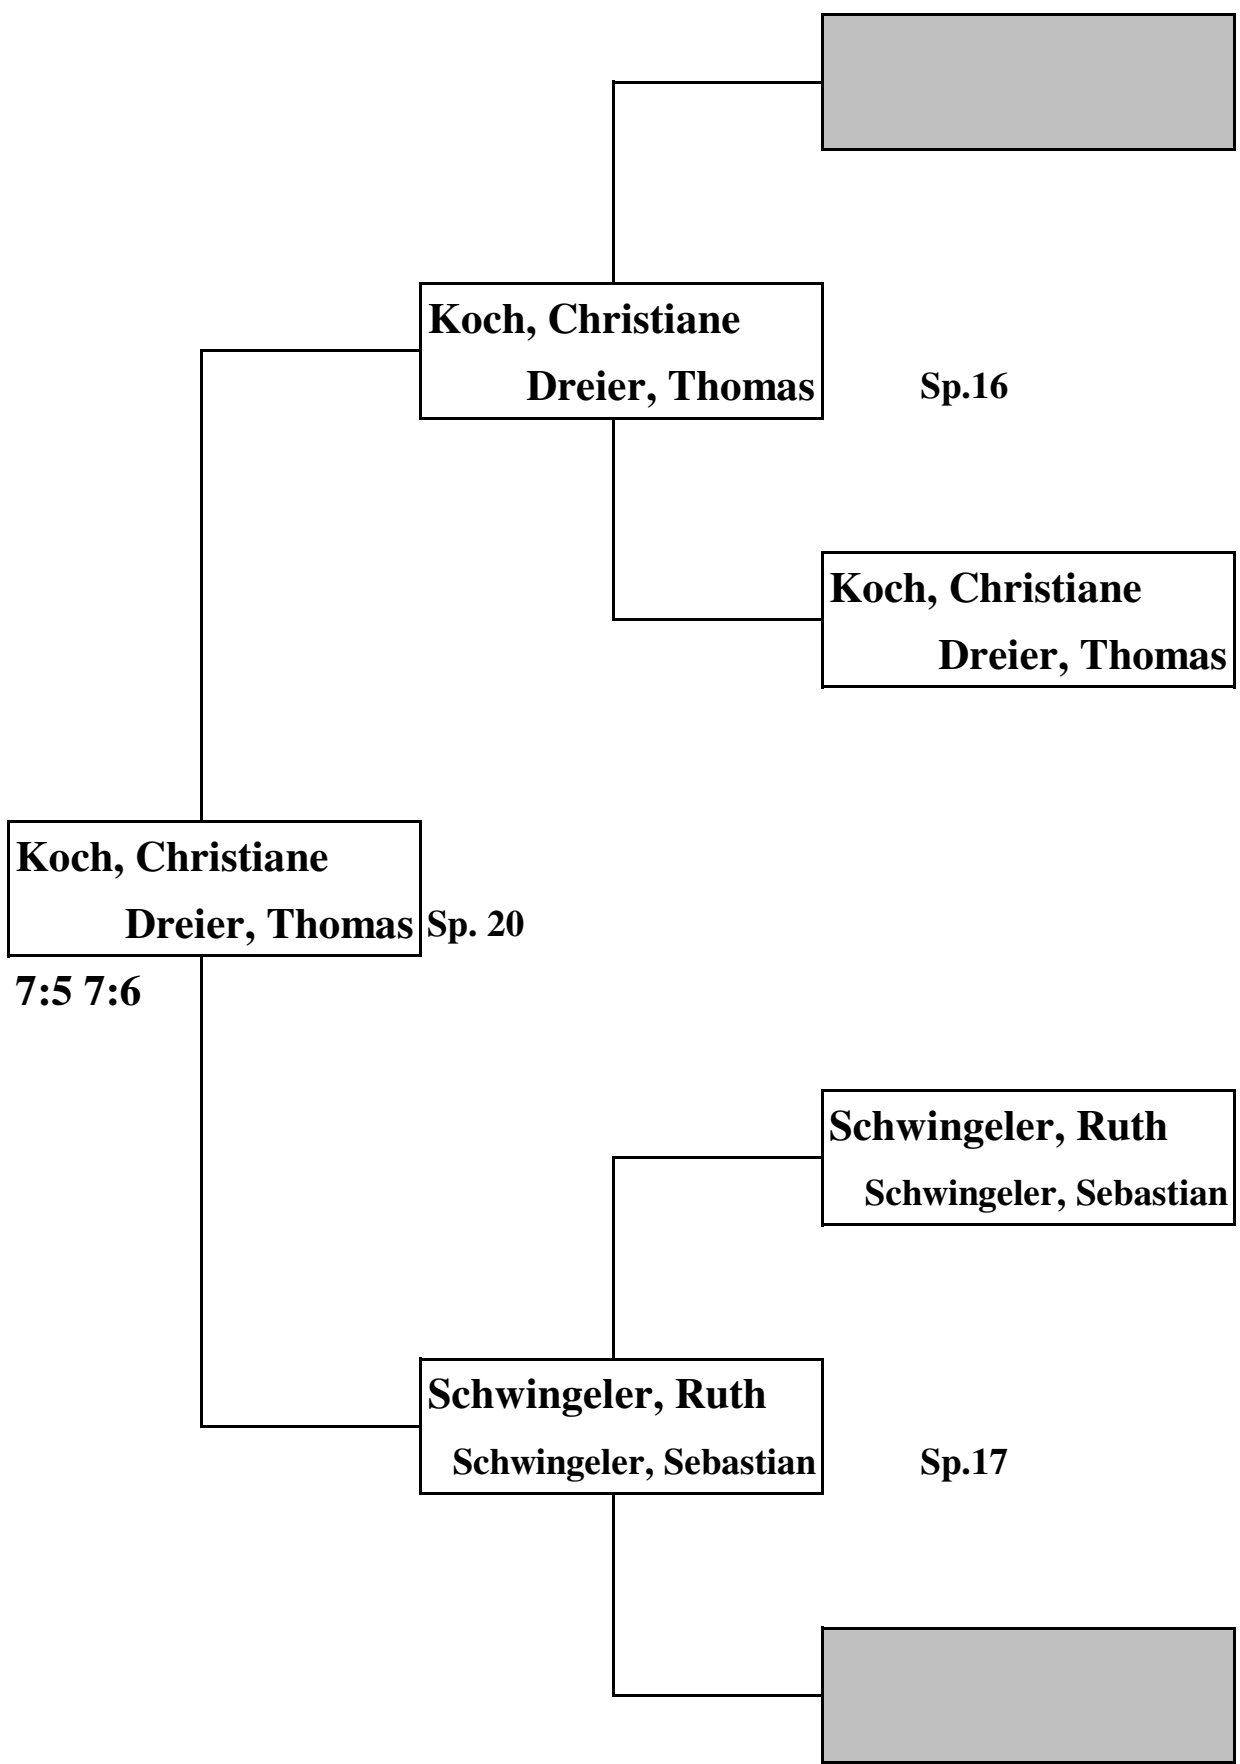 Koch, Christiane
Dreier, Thomas
Sp.16
Koch, Christiane
Dreier, Thomas
Koch, Christiane
Dreier, Thomas
Sp. 20
7:5 7:6
Schwingeler, Ruth
Schwingeler, Sebastian
Schwingeler, Ruth
Schwingeler, Sebastian
Sp.17